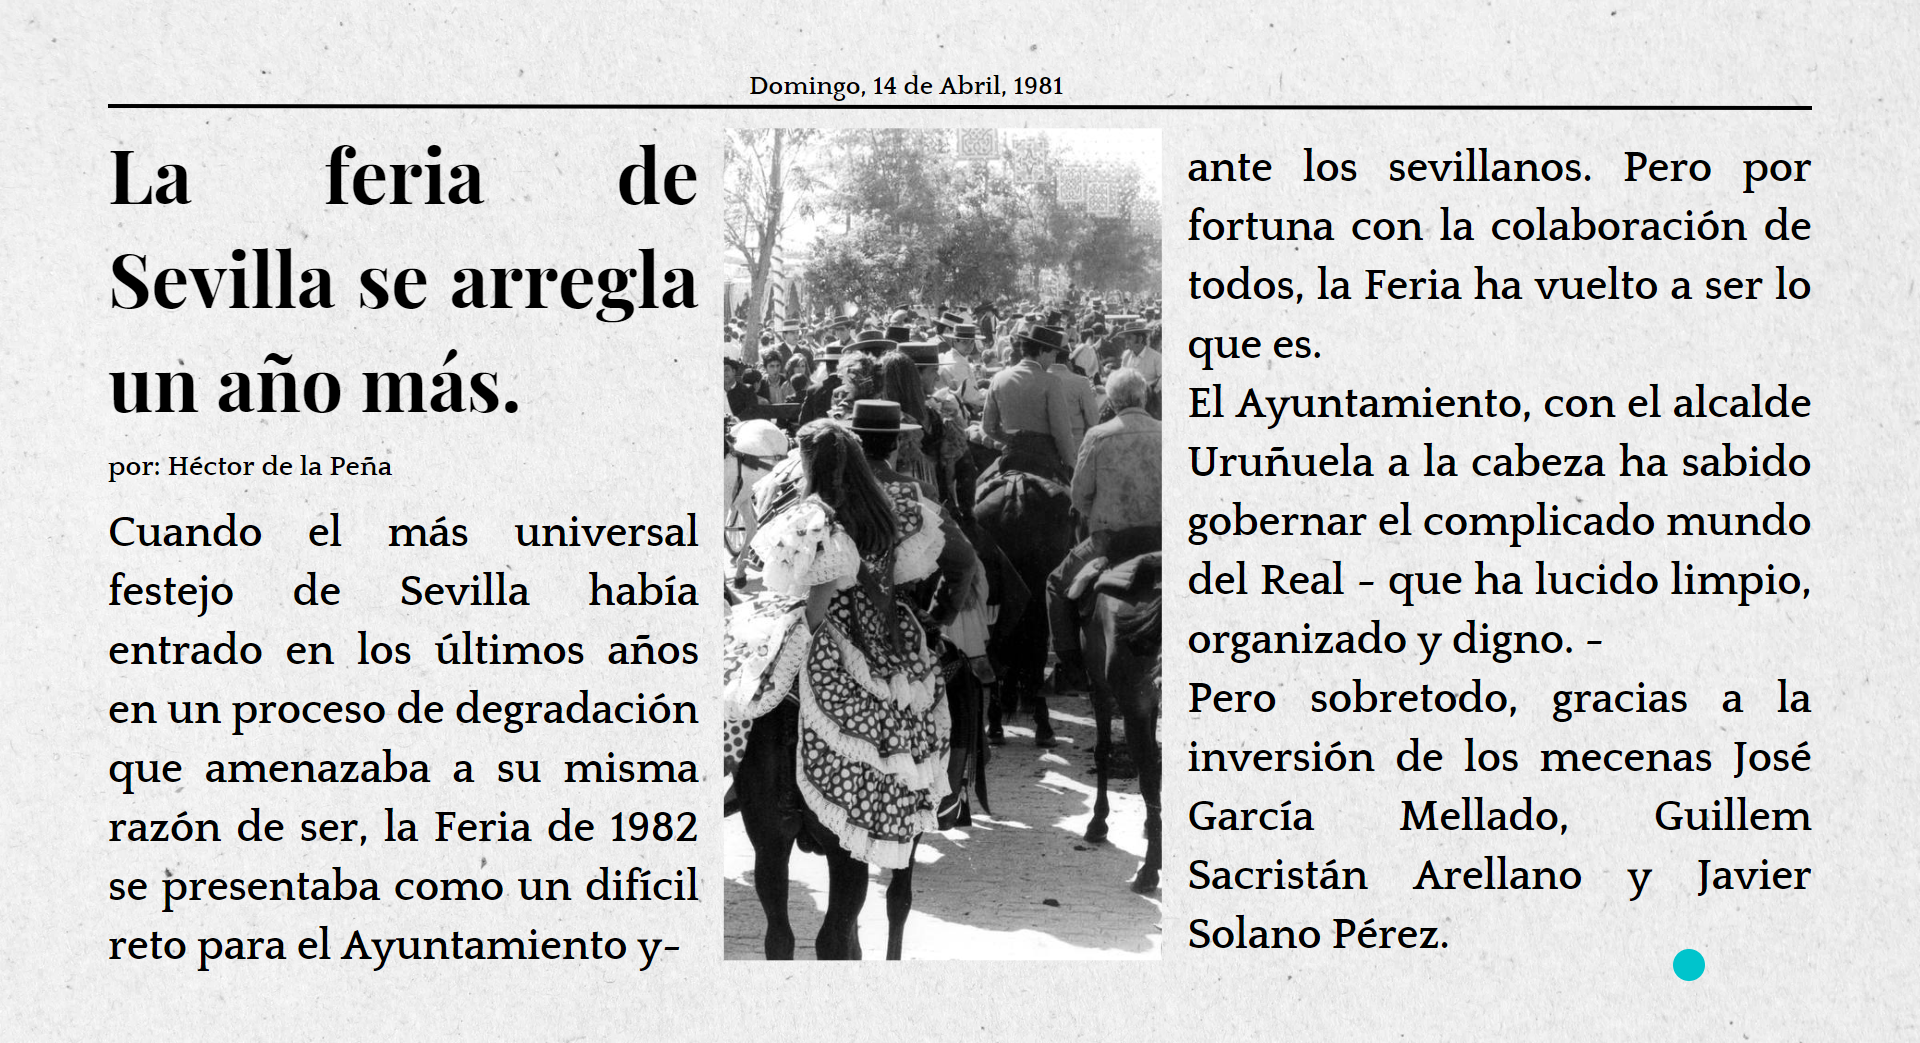 Domingo, 14 de Abril, 1981
La feria de
Sevilla se arregla
un año más.
por: Héctor de la Peña
Cuando el más universal
festejo de Sevilla había
entrado en los últimos años
en un proceso de degradación
que amenazaba a su misma
razón de ser, la Feria de 1982
se presentaba como un difícil
reto para el Ayuntamiento y-
ante los sevillanos. Pero por
fortuna con la colaboración de
todos, la Feria ha vuelto a ser lo
que es.
El Ayuntamiento, con el alcalde
Uruñuela a la cabeza ha sabido
gobernar el complicado mundo
del Real - que ha lucido limpio,
organizado y digno. -
Pero sobretodo, gracias a la
inversión de los mecenas José
García Mellado, Guillem
Sacristán Arellano y Javier
Solano Pérez.